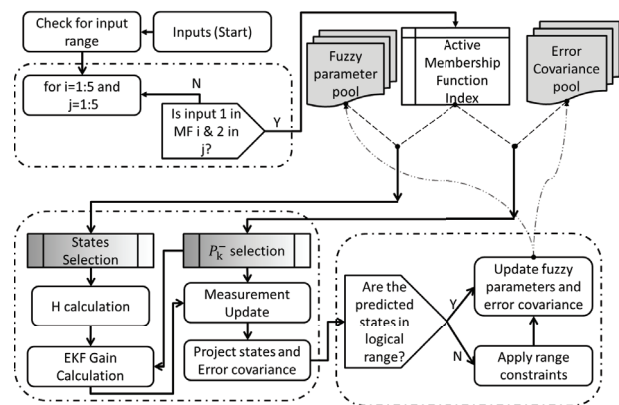 Check for input
range
Inputs (Start)
for i=1:5 and
j=1:5
N
Is input 1 in
MF i & 2 in
j?
Y
Fuzzy
parameter
pool
Active
Membership
Function
Index
Error
Covariance
pool
States
Selection
P_k^- selection
H calculation
Measurement
Update
EKF Gain
Calculation
Project states and
Error covariance
Are the
predicted
states in
logical
range?
Y
N
Update fuzzy
parameters and
error covariance
Apply range
constraints